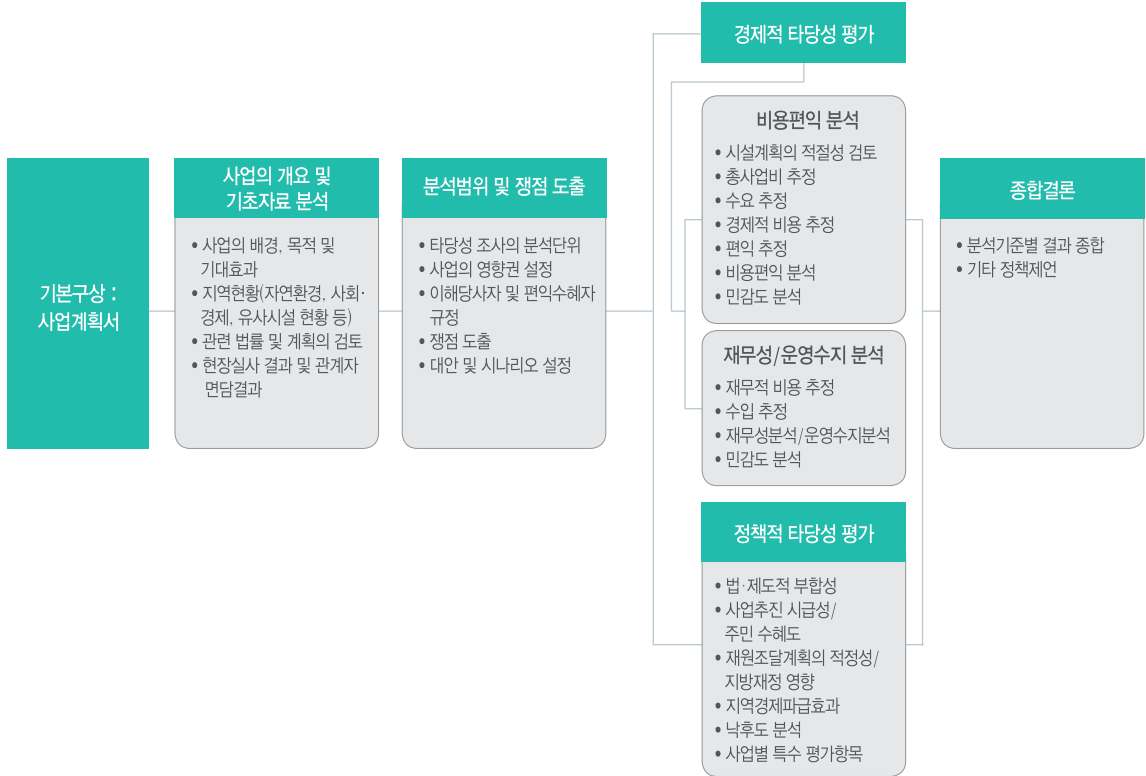 기본구상 :
사업계획서
사업의 개요 및
기초자료 분석
• 사업의 배경, 목적 및
기대효과
• 지역현황(자연환경, 사회·
경제, 유사시설 현황 등)
• 관련 법률 및 계획의 검토
• 현장실사 결과 및 관계자
면담결과
분석범위 및 쟁점 도출
• 타당성 조사의 분석단위
• 사업의 영향권 설정
• 이해당사자 및 편익수혜자
규정
• 쟁점 도출
• 대안 및 시나리오 설정
경제적 타당성 평가
비용편익 분석
• 시설계획의 적절성 검토
• 총사업비 추정
• 수요 추정
• 경제적 비용 추정
• 편익 추정
• 비용편익 분석
• 민감도 분석
재무성/운영수지 분석
• 재무적 비용 추정
• 수입 추정
• 재무성분석/운영수지분석
• 민감도 분석
정책적 타당성 평가
• 법·제도적 부합성
• 사업추진 시급성/
주민 수혜도
• 재원조달계획의 적정성/
지방재정 영향
• 지역경제파급효과
• 낙후도 분석
• 사업별 특수 평가항목
종합결론
• 분석기준별 결과 종합
• 기타 정책제언